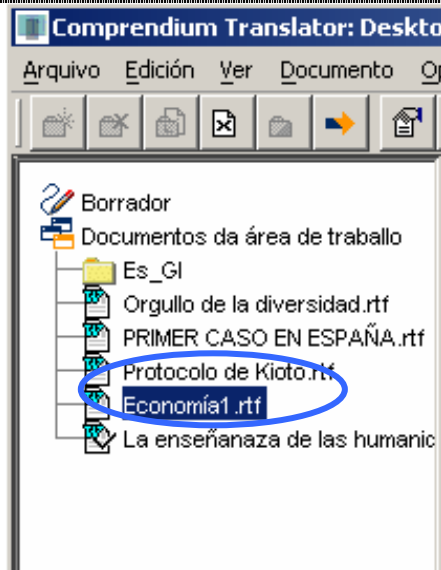 Comprendium Translator: Deskto
Arquivo Edición Ver Documento Op
Borrador
Documentos da área de traballo
Es_Gl
Orgullo de la diversidad.rtf
PRIMER CASO EN ESPAÑA.rtf
Protocolo de Kioto.rtf
Economía1.rtf
La enseñanaza de las humanic